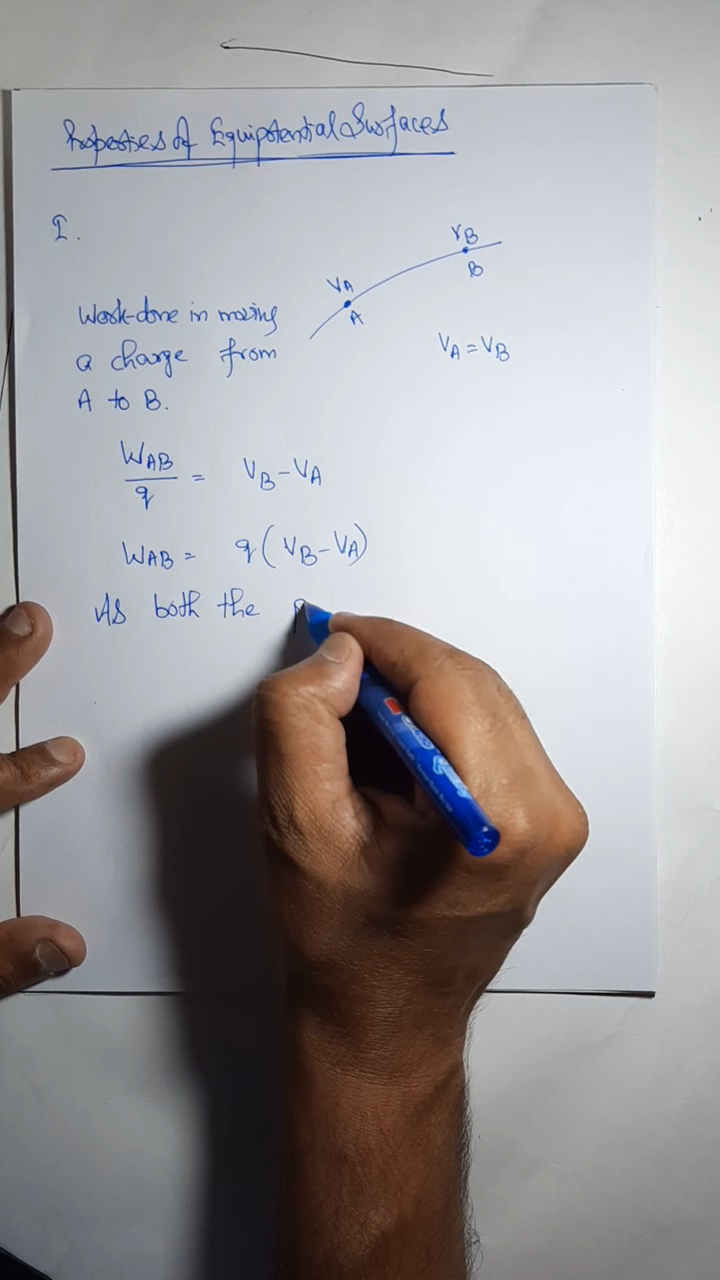 Properties of Equipotential Surfaces
I.
VA
A
VB
B
VA = VB
Work-done in moving
a charge from
A to B.
WAB/q = VB - VA
WAB = q(VB - VA)
As both the P